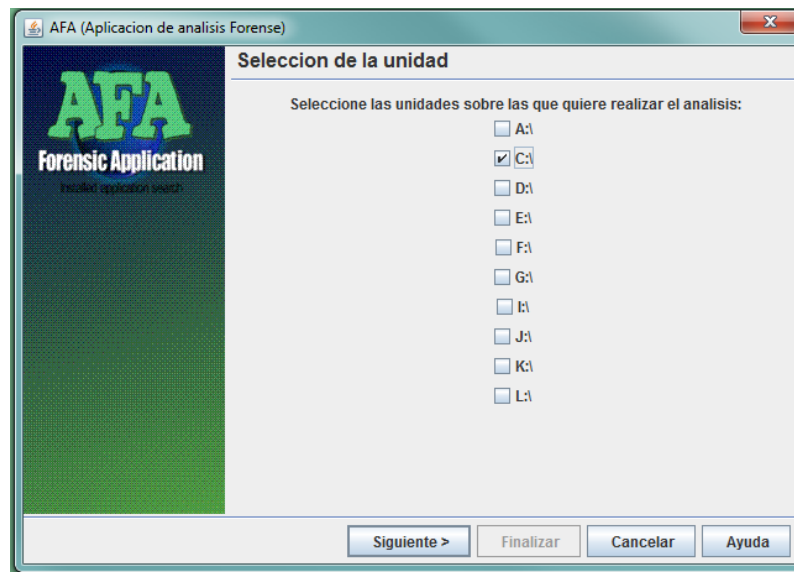 AFA (Aplicacion de analisis Forense)
AFA
Forensic Application
Installed application search
Seleccion de la unidad
Seleccione las unidades sobre las que quiere realizar el analisis:
A:\
C:\
D:\
E:\
F:\
G:\
I:\
J:\
K:\
L:\
Siguiente >
Finalizar
Cancelar
Ayuda